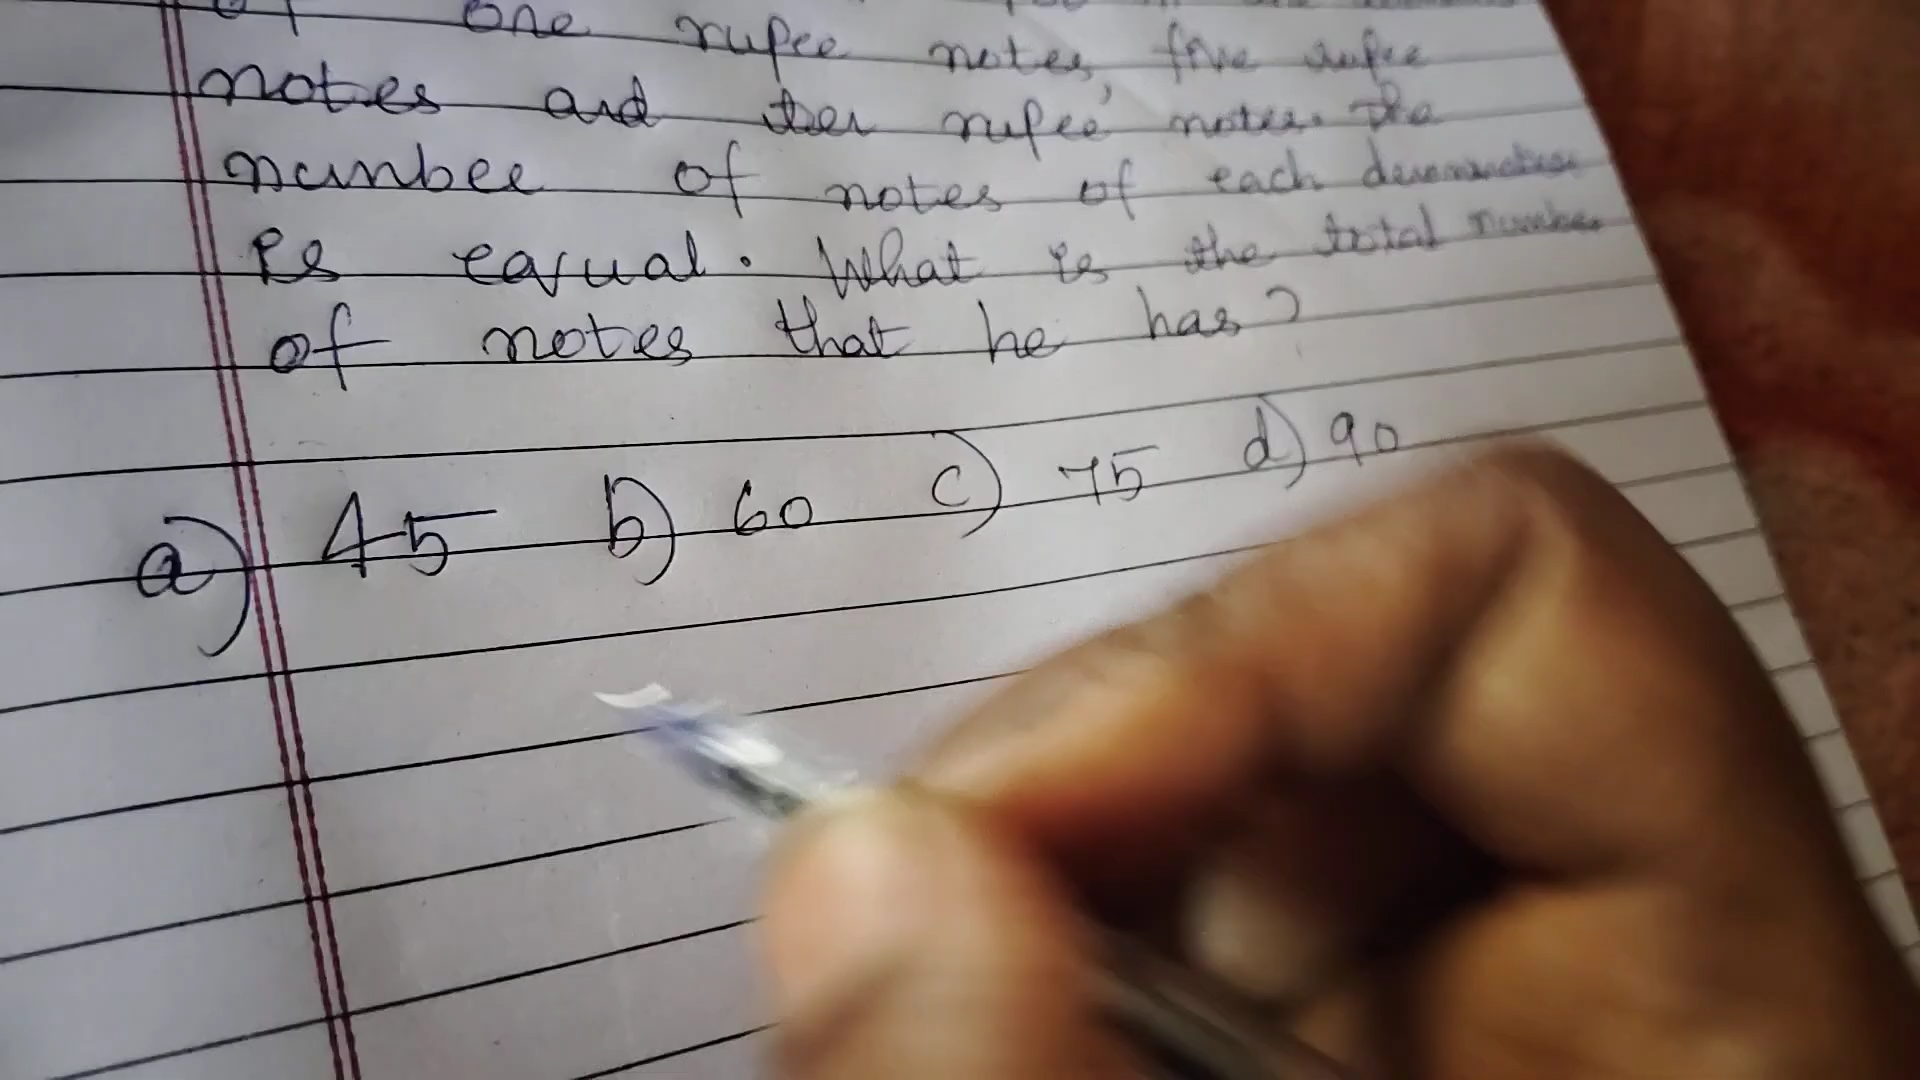 of one rupee notes, five rupee
notes and ten rupee notes. The
number of notes of each denomination
is equal. What is the total number
of notes that he has?
a) 45 b) 60 c) 75 d) 90